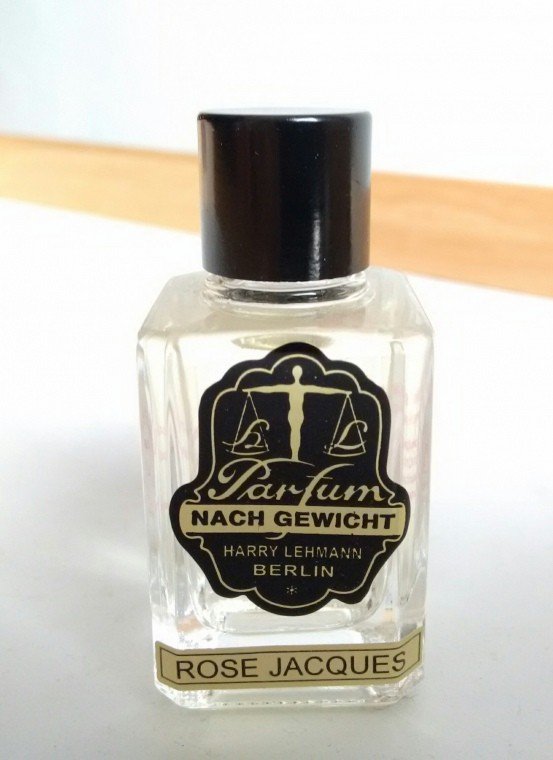 H L
Parfum
NACH GEWICHT
HARRY LEHMANN
BERLIN
*
ROSE JACQUES